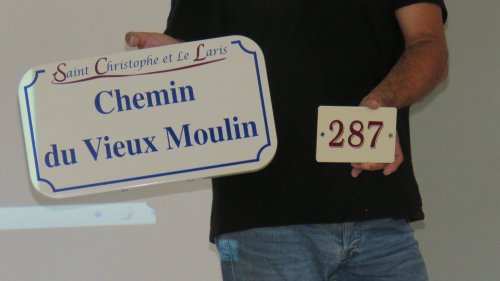 Saint Christophe et Le Laris
Chemin
du Vieux Moulin
287